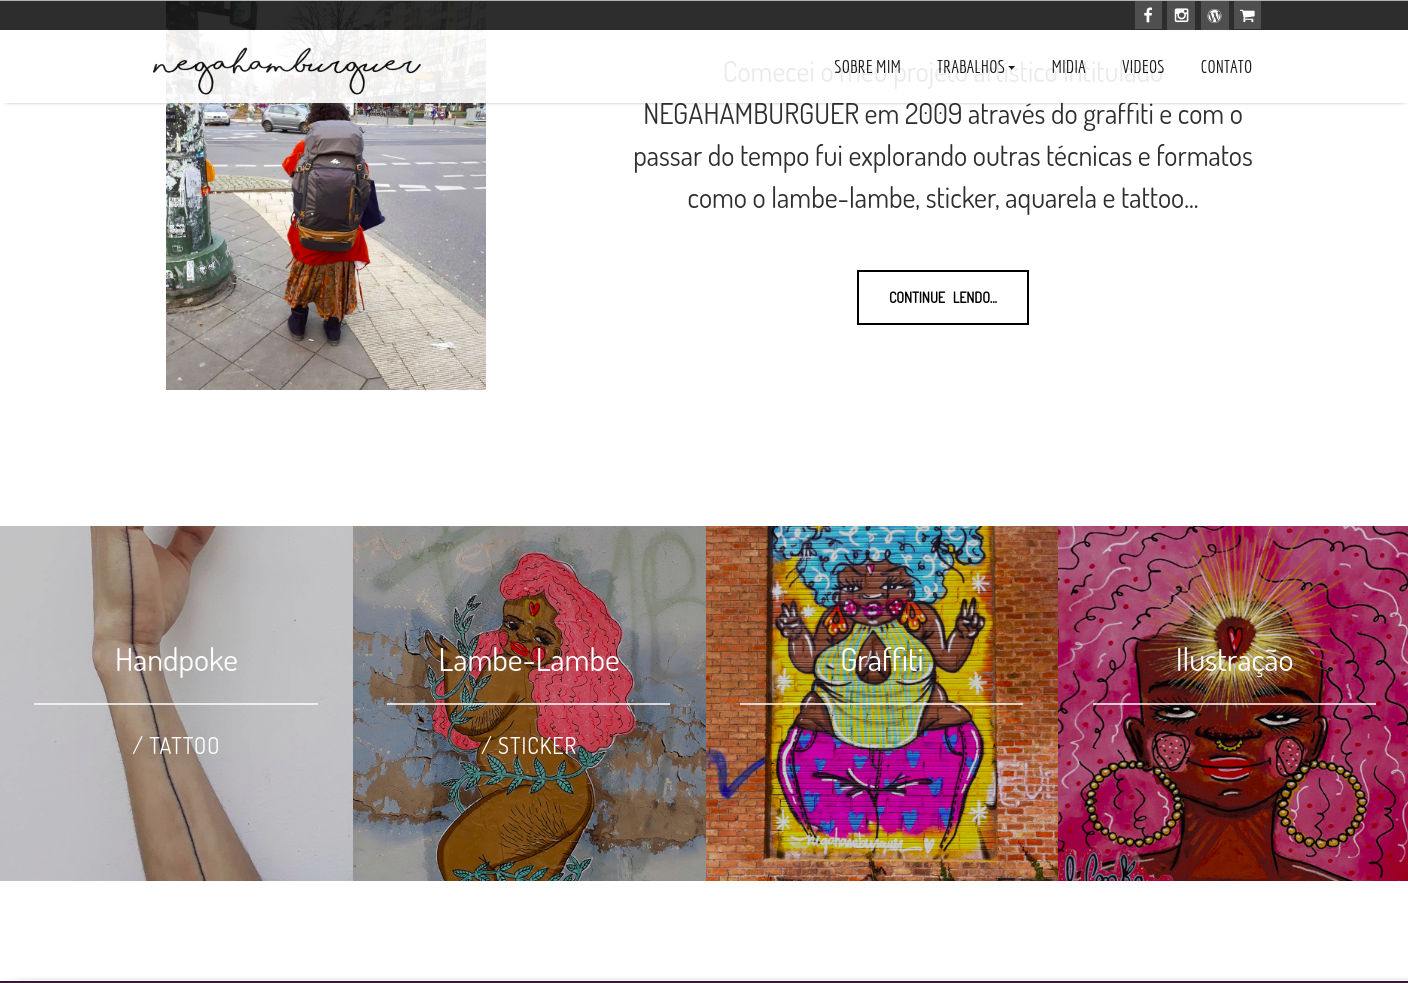 negahamburguer
SOBRE MIM
TRABALHOS
MIDIA
VIDEOS
CONTATO
Comecei o meu projeto artístico intitulado
NEGAHAMBURGUER em 2009 através do graffiti e com o
passar do tempo fui explorando outras técnicas e formatos
como o lambe-lambe, sticker, aquarela e tattoo...
CONTINUE LENDO...
Handpoke
/ TATTOO
Lambe-Lambe
/ STICKER
Graffiti
negahamburguer
Ilustração